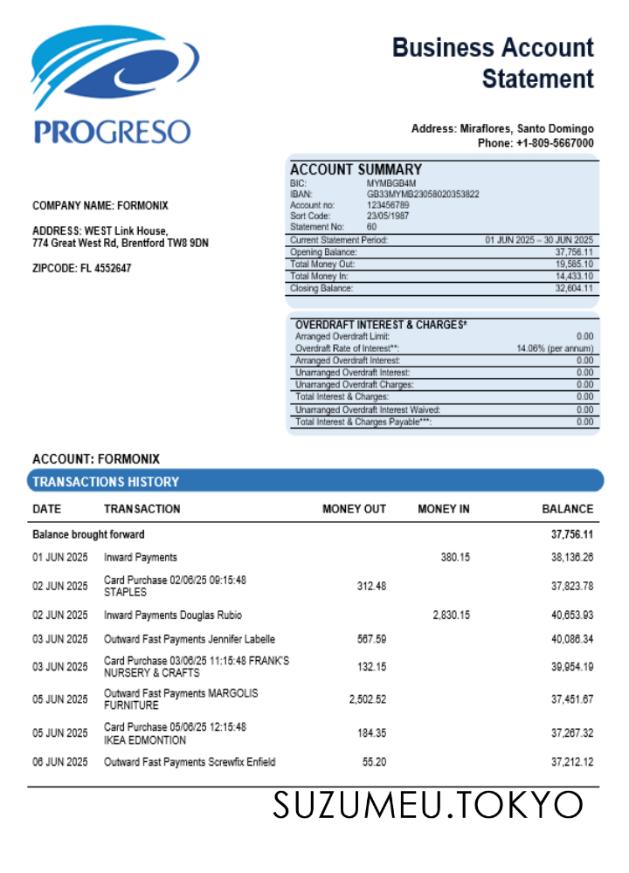 PROGRESO
Business Account
Statement
Address: Miraflores, Santo Domingo
Phone: +1-809-5667000
COMPANY NAME: FORMONIX
ADDRESS: WEST Link House,
774 Great West Rd, Brentford TW8 9DN
ZIPCODE: FL 4552647
ACCOUNT SUMMARY
BIC: MYMBGB4M
IBAN: GB33MYMB23058020353822
Account no: 123456789
Sort Code: 23/05/1987
Statement No: 60
Current Statement Period: 01 JUN 2025 – 30 JUN 2025
Opening Balance: 37,756.11
Total Money Out: 19,585.10
Total Money In: 14,433.10
Closing Balance: 32,604.11
OVERDRAFT INTEREST & CHARGES*
Arranged Overdraft Limit: 0.00
Overdraft Rate of Interest**: 14.06% (per annum)
Arranged Overdraft Interest: 0.00
Unarranged Overdraft Interest: 0.00
Unarranged Overdraft Charges: 0.00
Total Interest & Charges: 0.00
Unarranged Overdraft Interest Waived: 0.00
Total Interest & Charges Payable***: 0.00
ACCOUNT: FORMONIX
TRANSACTIONS HISTORY
DATE TRANSACTION MONEY OUT MONEY IN BALANCE
Balance brought forward 37,756.11
01 JUN 2025 Inward Payments 380.15 38,136.26
02 JUN 2025 Card Purchase 02/06/25 09:15:48
STAPLES 312.48 37,823.78
02 JUN 2025 Inward Payments Douglas Rubio 2,830.15 40,653.93
03 JUN 2025 Outward Fast Payments Jennifer Labelle 567.59 40,086.34
03 JUN 2025 Card Purchase 03/06/25 11:15:48 FRANK'S
NURSERY & CRAFTS 132.15 39,954.19
05 JUN 2025 Outward Fast Payments MARGOLIS
FURNITURE 2,502.52 37,451.67
05 JUN 2025 Card Purchase 05/06/25 12:15:48
IKEA EDMONTION 184.35 37,267.32
06 JUN 2025 Outward Fast Payments Screwfix Enfield 55.20 37,212.12
SUZUMEU.TOKYO